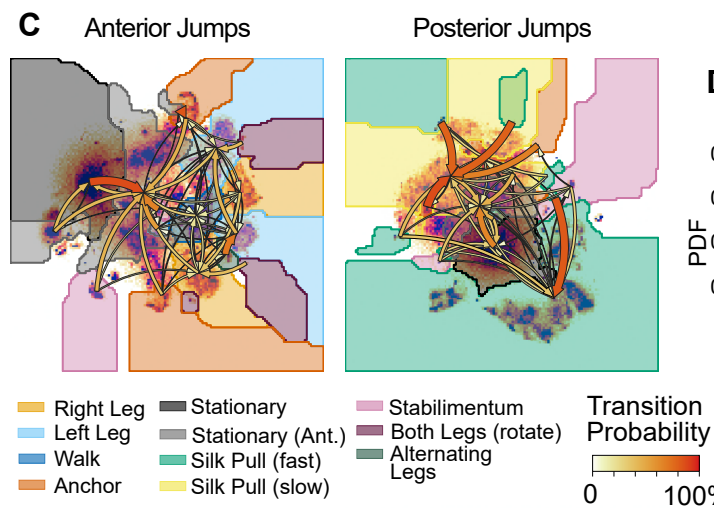 C
Anterior Jumps
Posterior Jumps
PDF
Right Leg
Left Leg
Walk
Anchor
Stationary
Stationary (Ant.)
Silk Pull (fast)
Silk Pull (slow)
Stabilimentum
Both Legs (rotate)
Alternating
Legs
Transition
Probability
0
100%